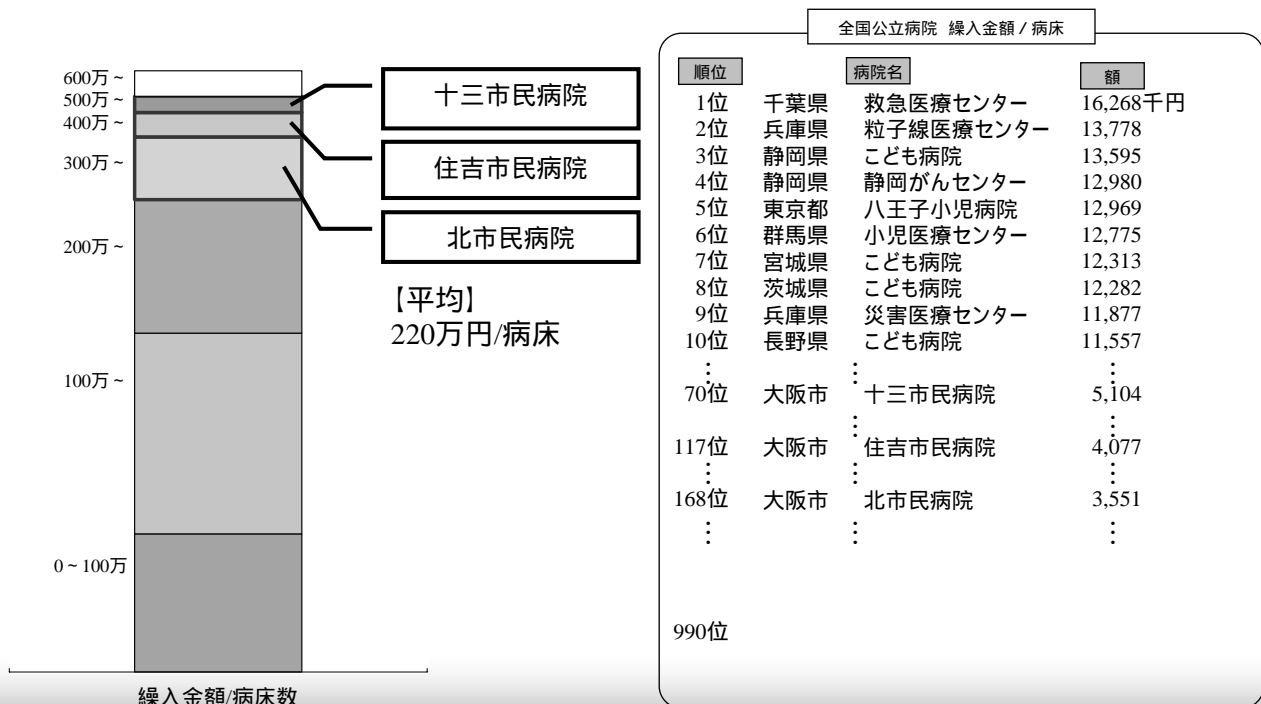 600万~
500万~
400万~
300万~
200万~
100万~
0~100万
繰入金額/病床数
十三市民病院
住吉市民病院
北市民病院
【平均】
220万円/病床
全国公立病院 繰入金額/病床
順位 病院名 額
1位 千葉県 救急医療センター 16,268千円
2位 兵庫県 粒子線医療センター 13,778
3位 静岡県 こども病院 13,595
4位 静岡県 静岡がんセンター 12,980
5位 東京都 八王子小児病院 12,969
6位 群馬県 小児医療センター 12,775
7位 宮城県 こども病院 12,313
8位 茨城県 こども病院 12,282
9位 兵庫県 災害医療センター 11,877
10位 長野県 こども病院 11,557
⋮ ⋮ ⋮
70位 大阪市 十三市民病院 5,104
⋮ ⋮
117位 大阪市 住吉市民病院 4,077
⋮ ⋮ ⋮
168位 大阪市 北市民病院 3,551
⋮ ⋮ ⋮
990位